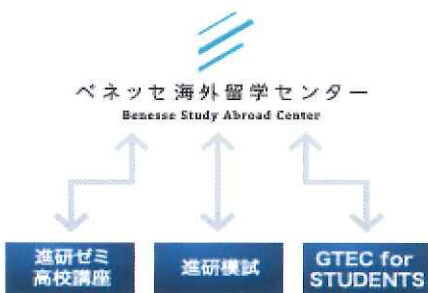 ベネッセ海外留学センター
Benesse Study Abroad Center
進研ゼミ
高校講座
進研模試
GTEC for
STUDENTS